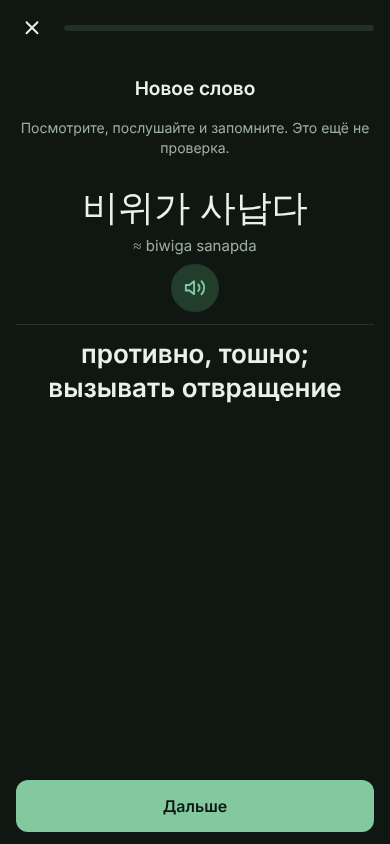 Новое слово
Посмотрите, послушайте и запомните. Это ещё не
проверка.
비위가 사납다
≈ biwiga sanapda
противно, тошно;
вызывать отвращение
Дальше